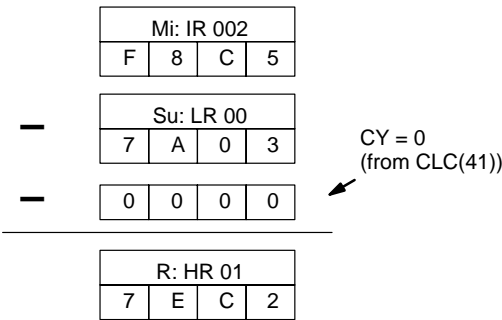 Mi: IR 002
F 8 C 5
− Su: LR 00
7 A 0 3
CY = 0
(from CLC(41))
− 0 0 0 0
R: HR 01
7 E C 2